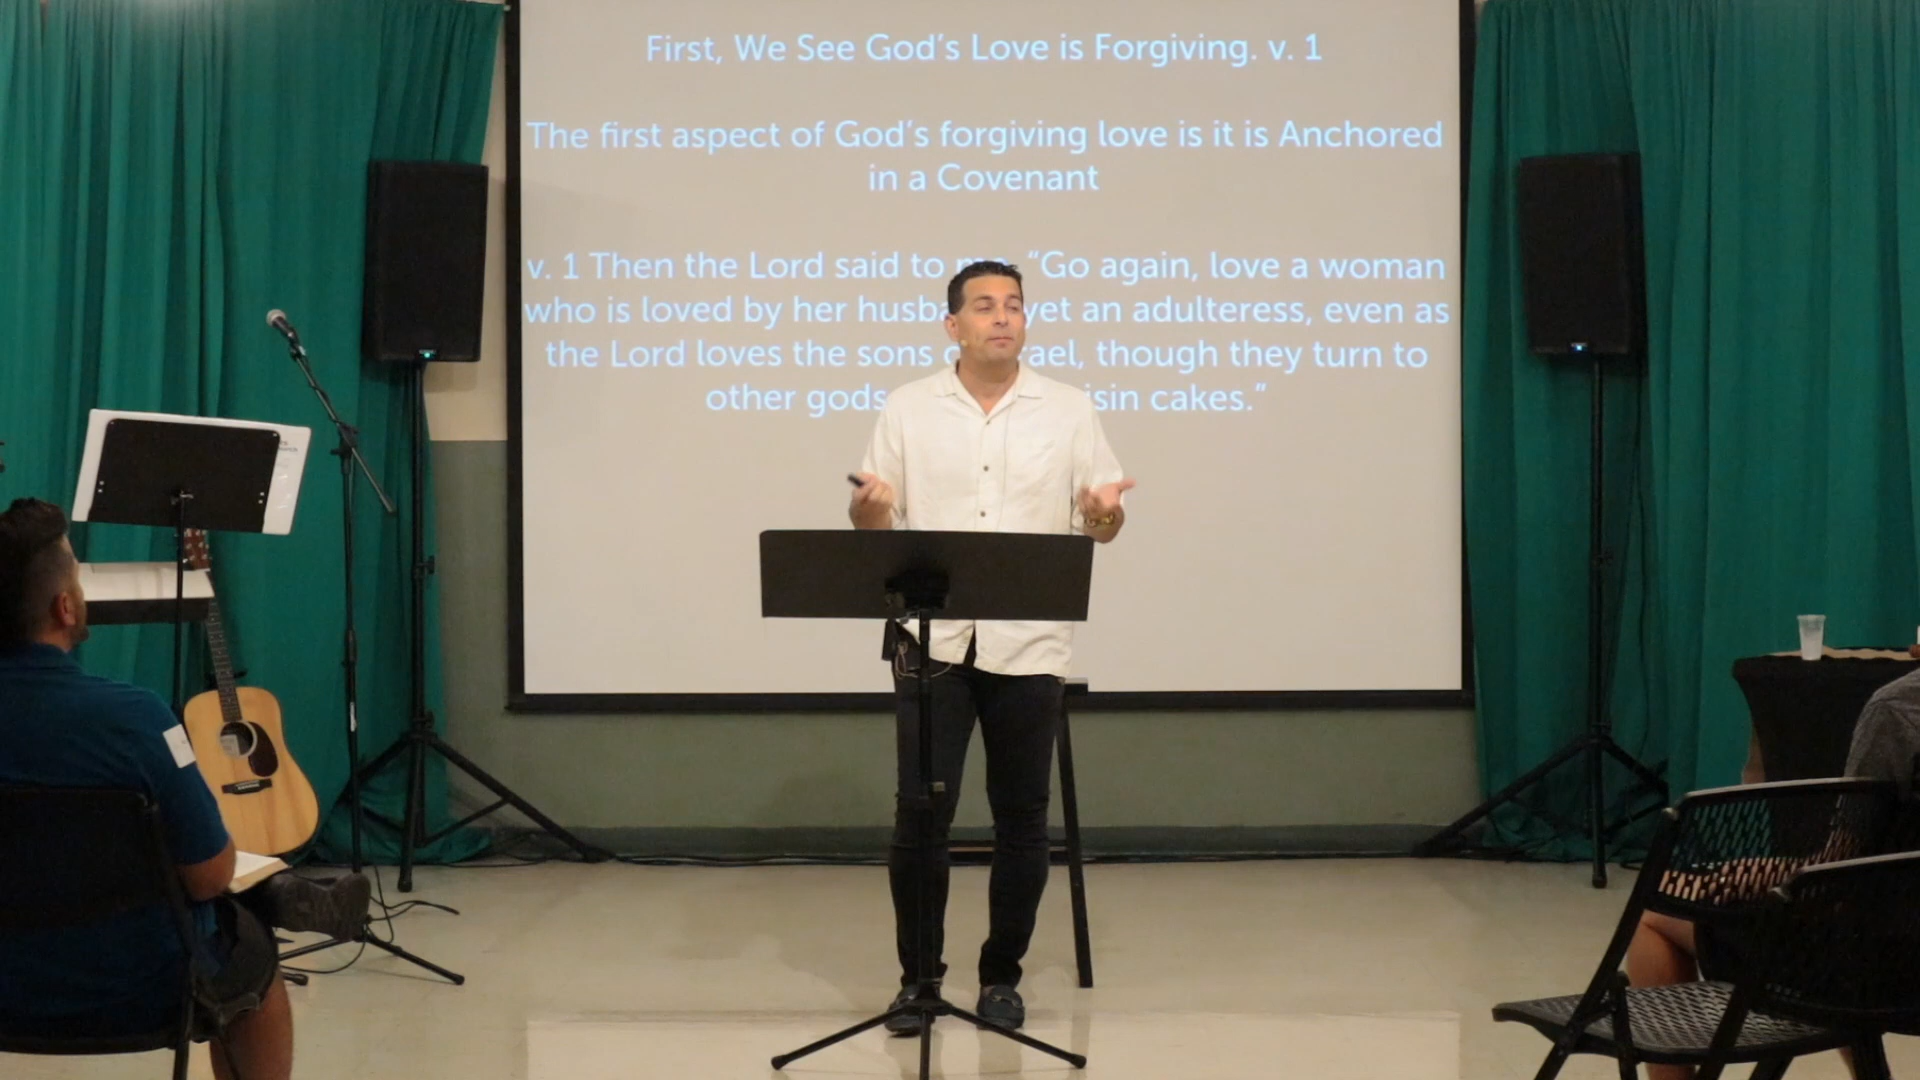 First, We See God's Love is Forgiving. v. 1
The first aspect of God's forgiving love is it is Anchored
in a Covenant
v. 1 Then the Lord said to "Go again, love a woman
who is loved by her yet an adulteress, even as
the Lord loves the sons though they turn to
other gods cakes."